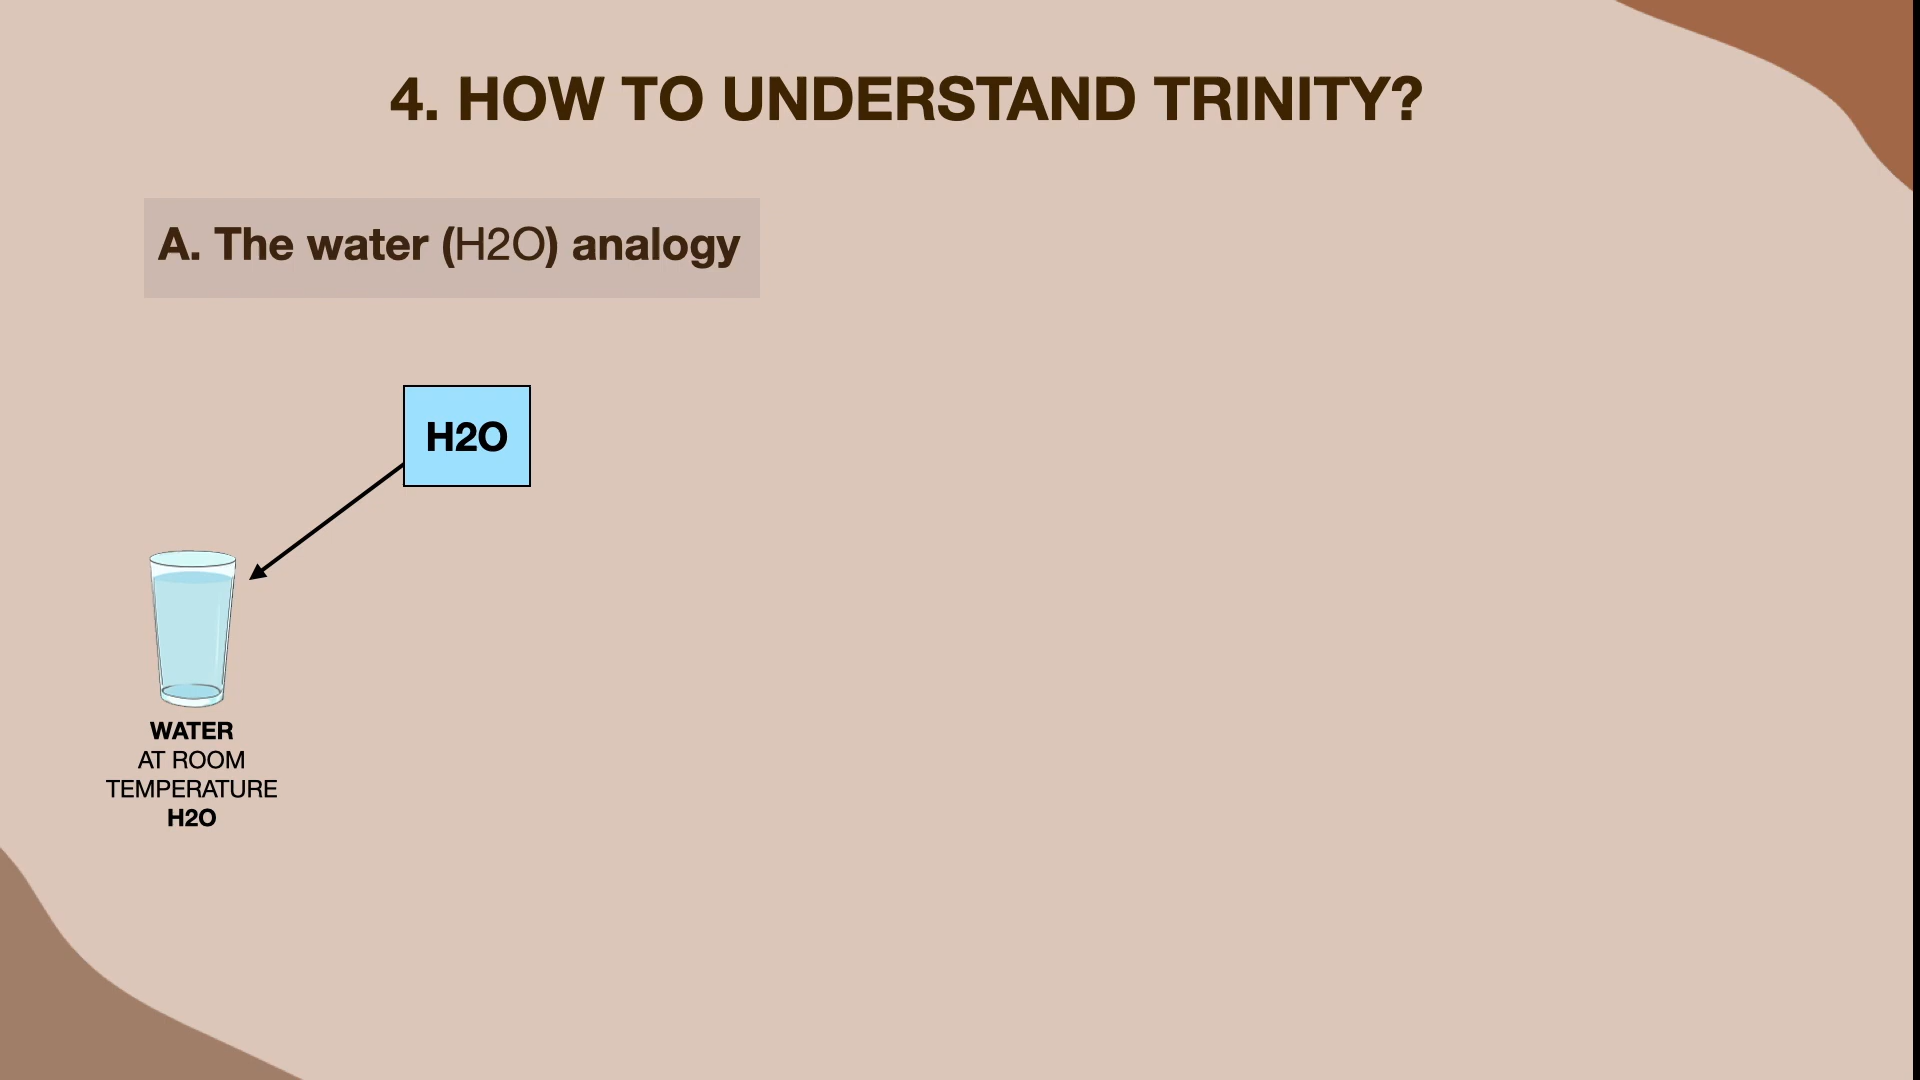 4. HOW TO UNDERSTAND TRINITY?
A. The water (H2O) analogy
H2O
WATER
AT ROOM
TEMPERATURE
H2O